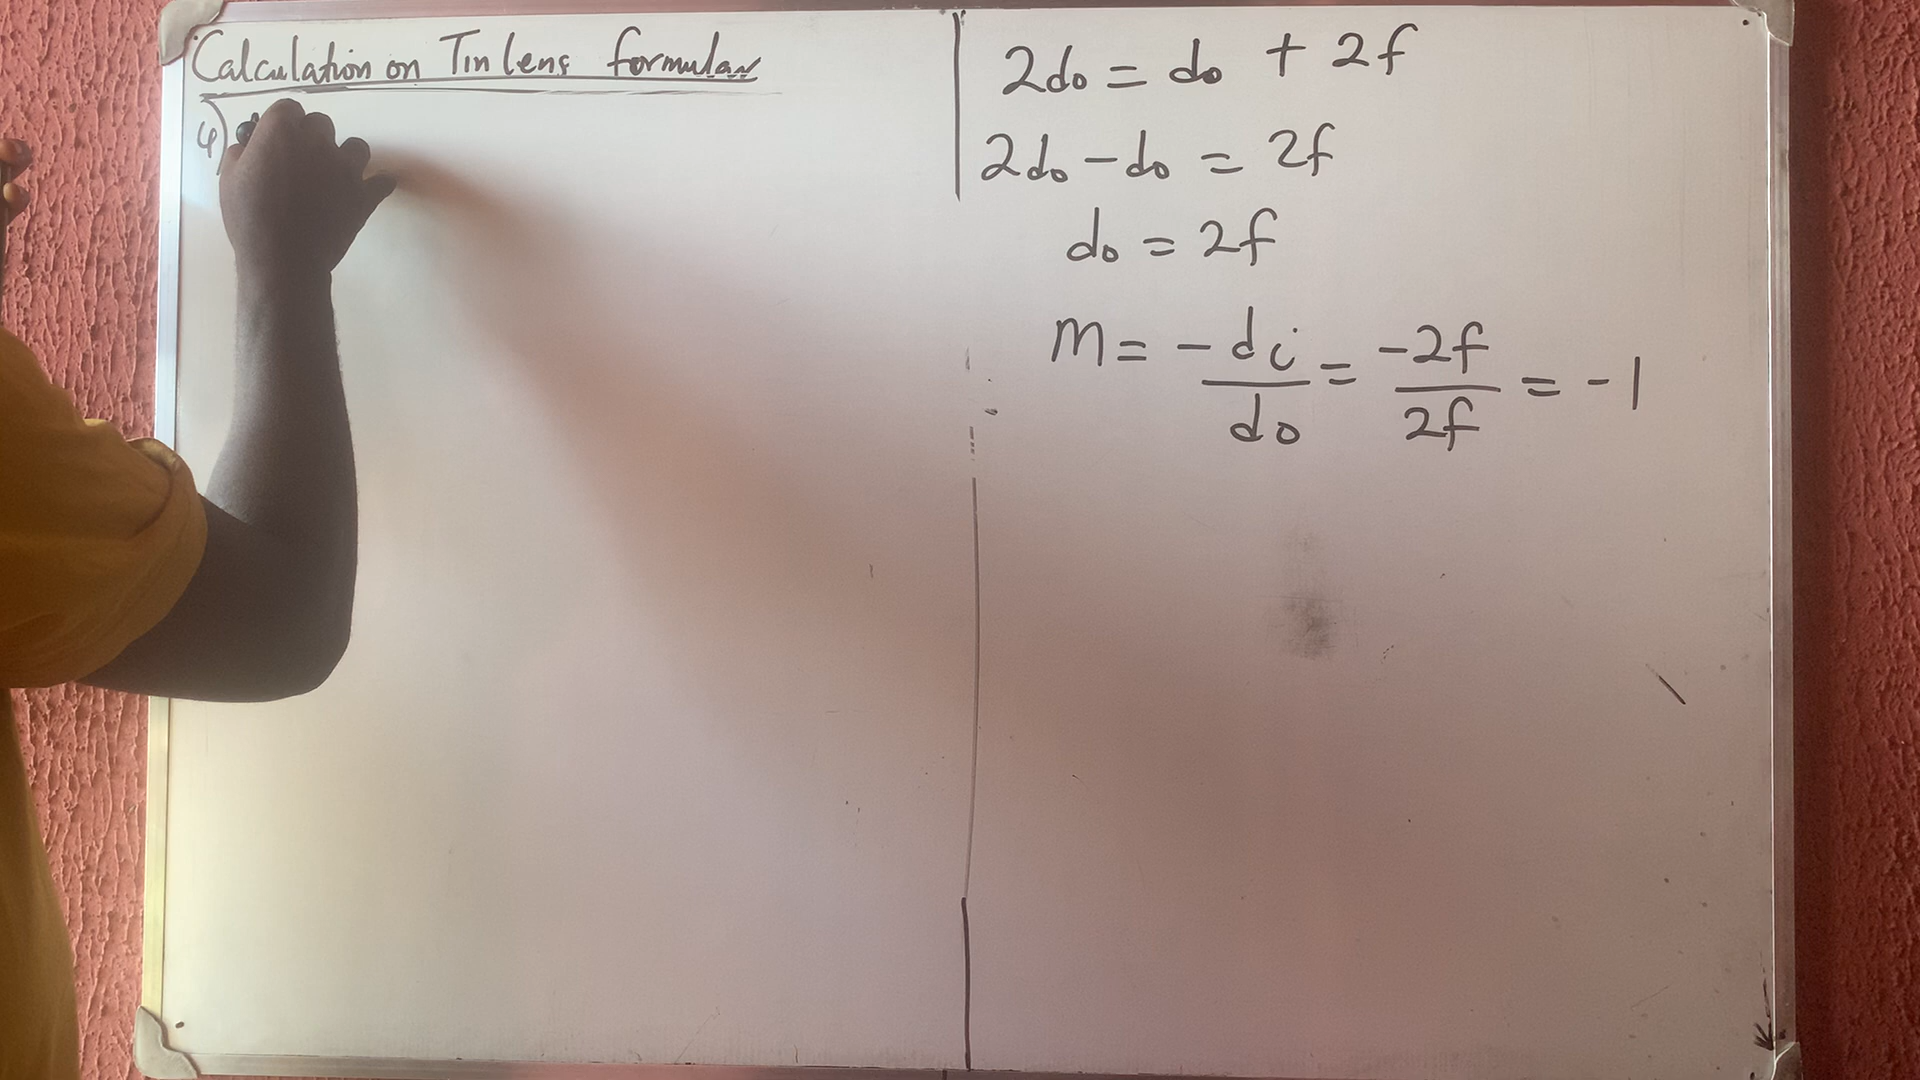 Calculation on Tin lens formular
4)
2do = do + 2f
2do - do = 2f
do = 2f
m = -di/do = -2f/2f = -1